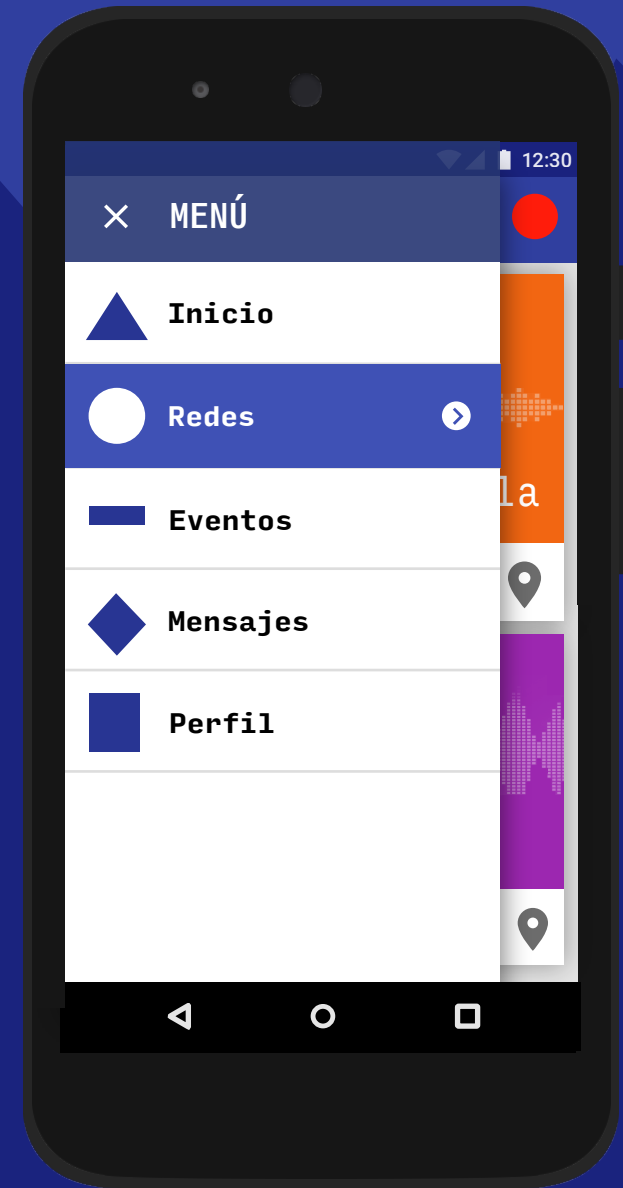 12:30
MENÚ
Inicio
Redes
Eventos
la
Mensajes
Perfil